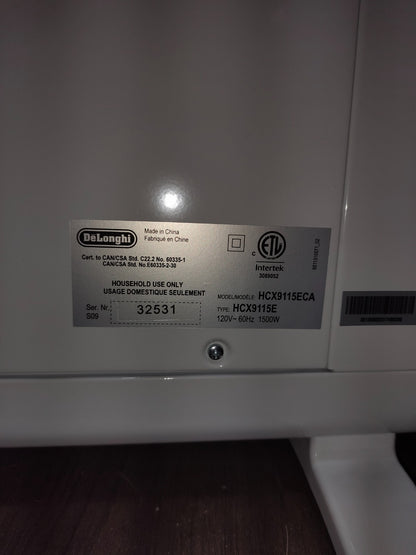 DeLonghi
Made in China
Fabriqué en Chine
Cert. to CAN/CSA Std. C22.2 No. 60335-1
CAN/CSA Std. No.E60335-2-30
HOUSEHOLD USE ONLY
USAGE DOMESTIQUE SEULEMENT
Ser. Nr.
S09
32531
C
ETL
Intertek
3089052
MODEL/MODÈLE: HCX9115ECA
TYPE: HCX9115E
120V~ 60Hz 1500W